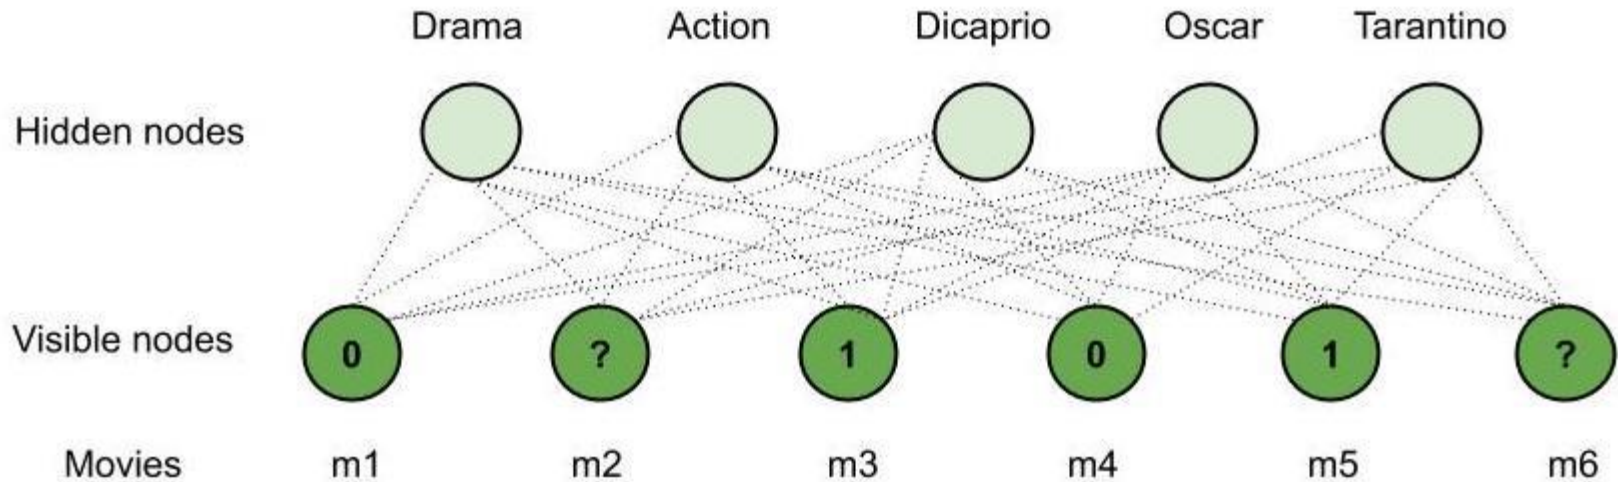 Drama Action Dicaprio Oscar Tarantino
Hidden nodes
Visible nodes 0 ? 1 0 1 ?
Movies m1 m2 m3 m4 m5 m6